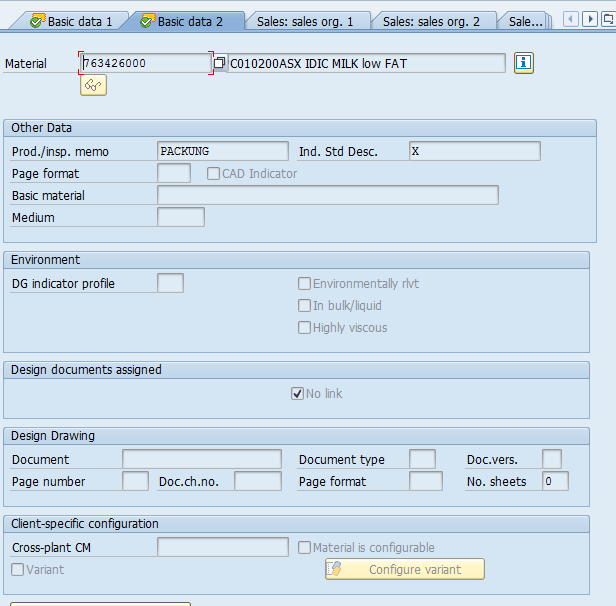 Basic data 1 Basic data 2 Sales: sales org. 1 Sales: sales org. 2 Sale...
Material 763426000 C010200ASX IDIC MILK low FAT
Other Data
Prod./insp. memo PACKUNG Ind. Std Desc. X
Page format CAD Indicator
Basic material
Medium
Environment
DG indicator profile Environmentally rlvt
In bulk/liquid
Highly viscous
Design documents assigned
No link
Design Drawing
Document Document type Doc.vers.
Page number Doc.ch.no. Page format No. sheets 0
Client-specific configuration
Cross-plant CM Material is configurable
Variant Configure variant